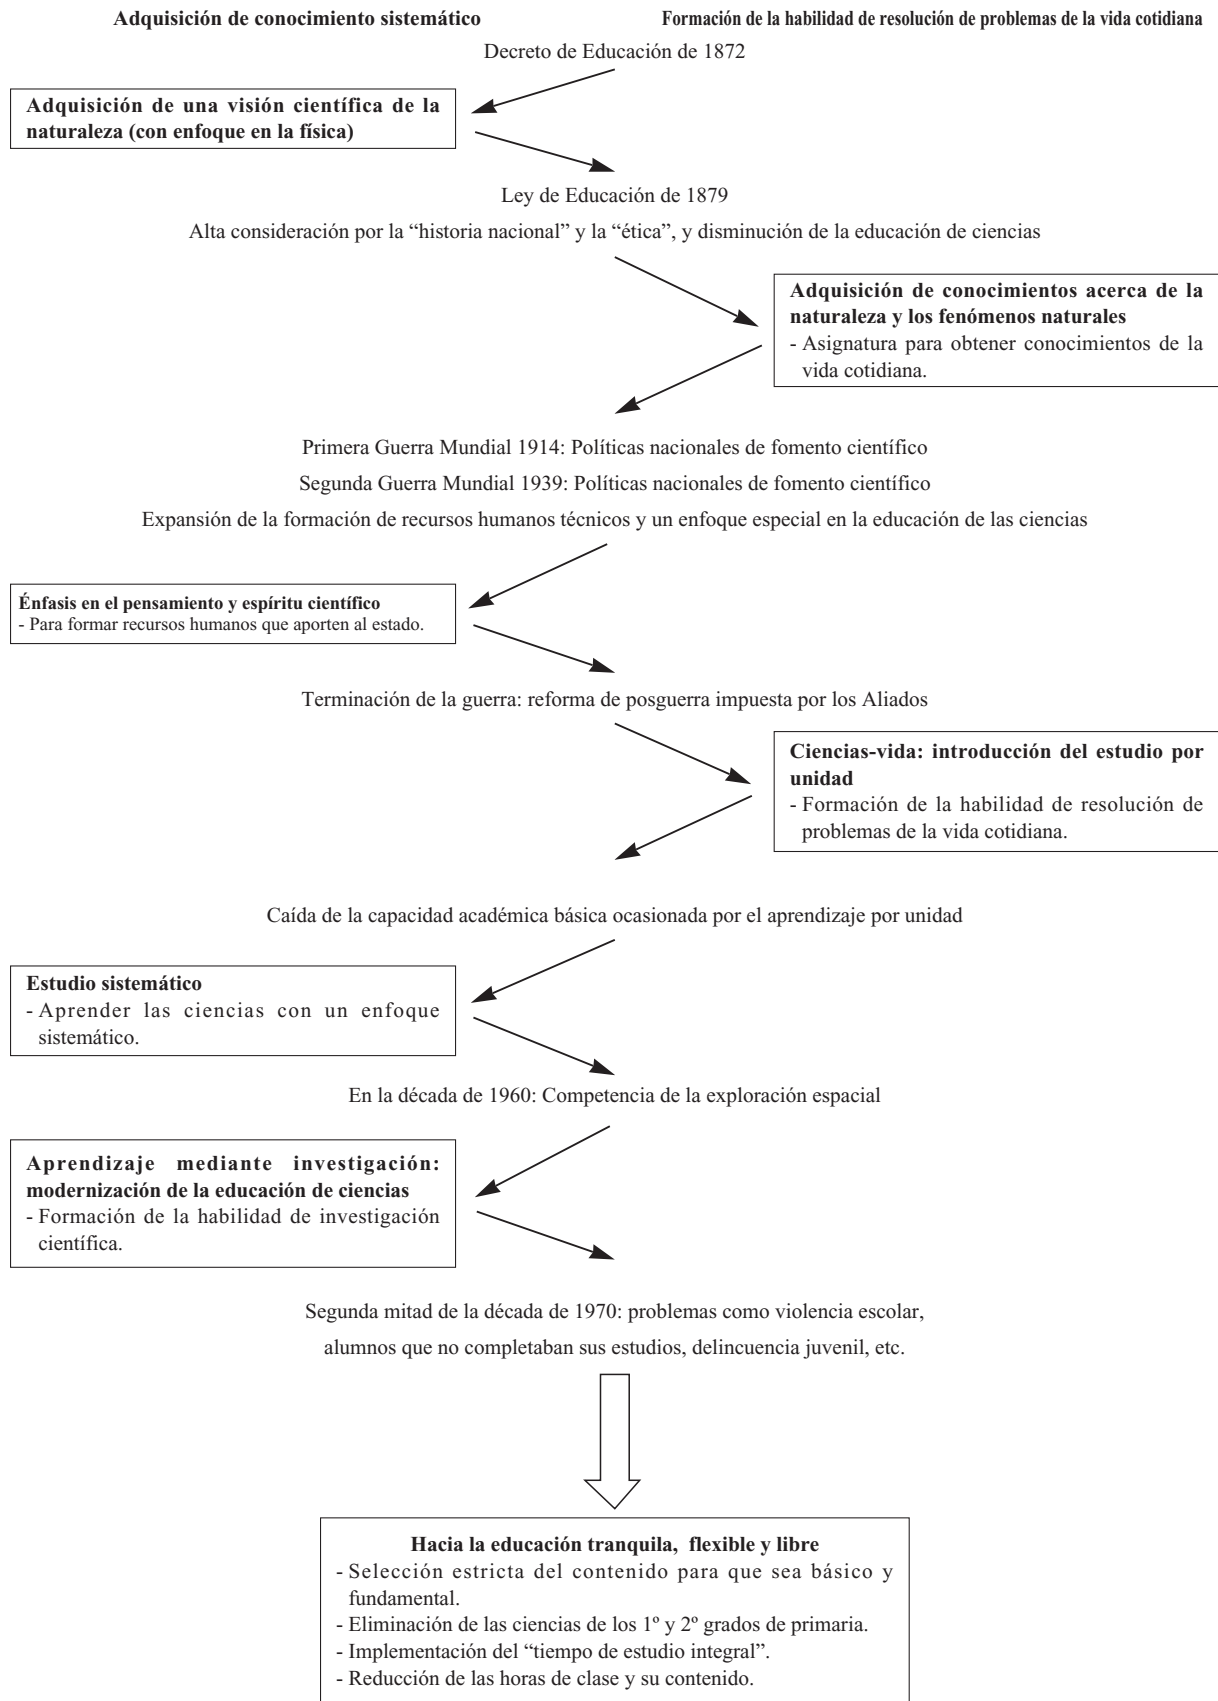 Adquisición de conocimiento sistemático
Formación de la habilidad de resolución de problemas de la vida cotidiana
Decreto de Educación de 1872
Adquisición de una visión científica de la
naturaleza (con enfoque en la física)
Ley de Educación de 1879
Alta consideración por la “historia nacional” y la “ética”, y disminución de la educación de ciencias
Adquisición de conocimientos acerca de la
naturaleza y los fenómenos naturales
- Asignatura para obtener conocimientos de la
vida cotidiana.
Primera Guerra Mundial 1914: Políticas nacionales de fomento científico
Segunda Guerra Mundial 1939: Políticas nacionales de fomento científico
Expansión de la formación de recursos humanos técnicos y un enfoque especial en la educación de las ciencias
Énfasis en el pensamiento y espíritu científico
- Para formar recursos humanos que aporten al estado.
Terminación de la guerra: reforma de posguerra impuesta por los Aliados
Ciencias-vida: introducción del estudio por
unidad
- Formación de la habilidad de resolución de
problemas de la vida cotidiana.
Caída de la capacidad académica básica ocasionada por el aprendizaje por unidad
Estudio sistemático
- Aprender las ciencias con un enfoque
sistemático.
En la década de 1960: Competencia de la exploración espacial
Aprendizaje mediante investigación:
modernización de la educación de ciencias
- Formación de la habilidad de investigación
científica.
Segunda mitad de la década de 1970: problemas como violencia escolar,
alumnos que no completaban sus estudios, delincuencia juvenil, etc.
Hacia la educación tranquila, flexible y libre
- Selección estricta del contenido para que sea básico y
fundamental.
- Eliminación de las ciencias de los 1º y 2º grados de primaria.
- Implementación del “tiempo de estudio integral”.
- Reducción de las horas de clase y su contenido.